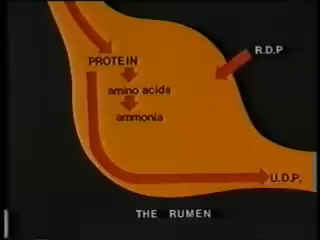 R.D.P
PROTEIN
amino acids
ammonia
U.D.P.
THE RUMEN